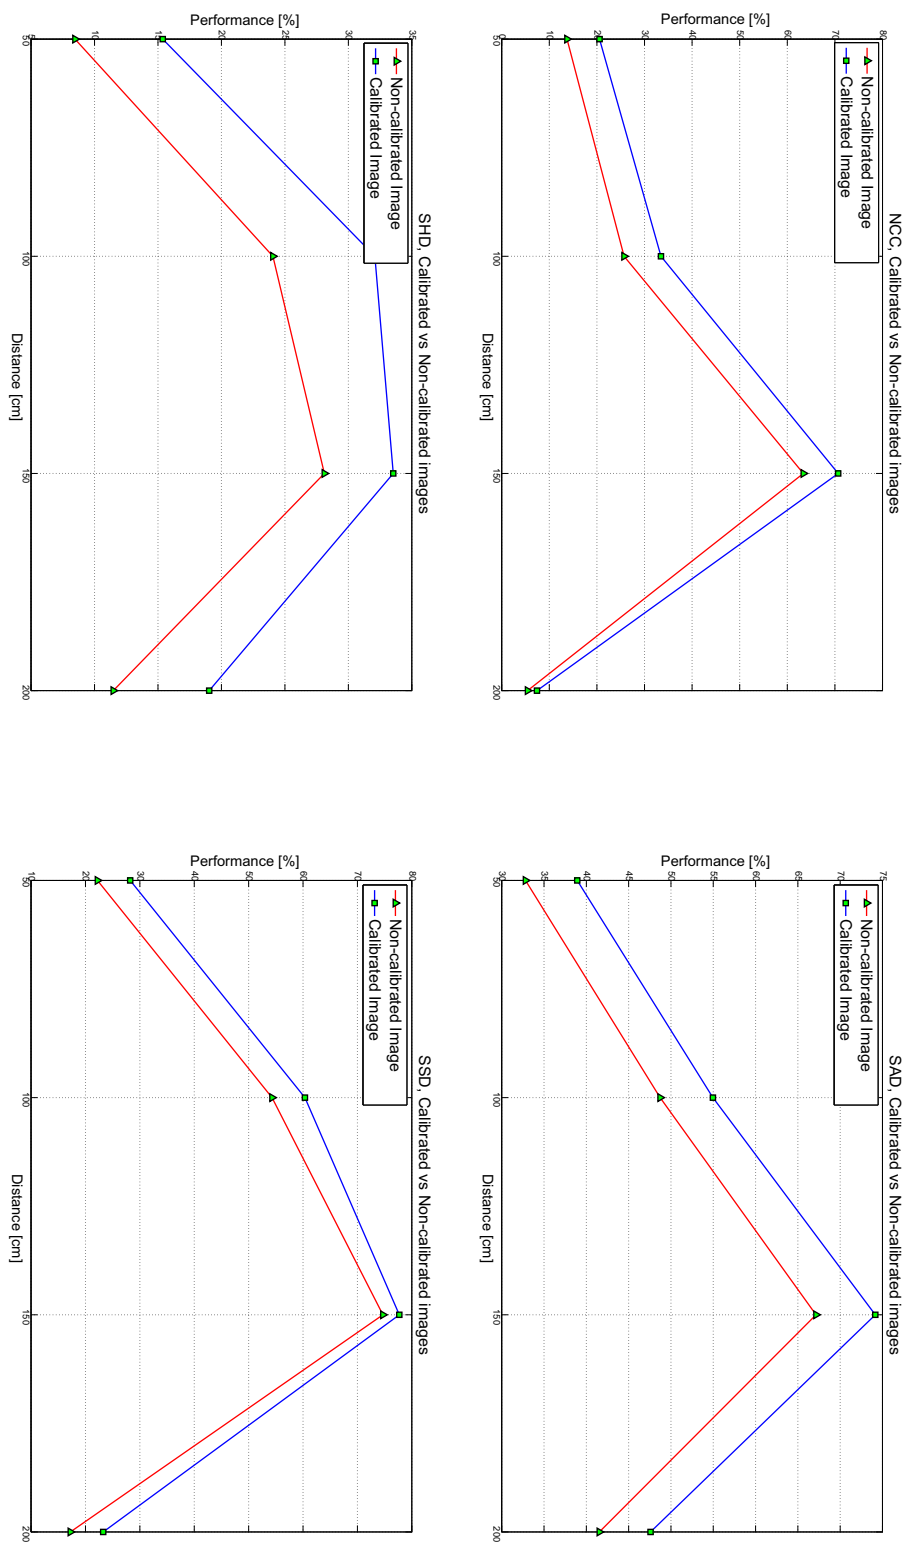 NCC, Calibrated vs Non-calibrated images
Performance [%]
80
70
60
50
40
30
20
10
0
Non-calibrated Image
Calibrated Image
50
100
150
200
Distance [cm]
SAD, Calibrated vs Non-calibrated images
Performance [%]
75
70
65
60
55
50
45
40
35
30
Non-calibrated Image
Calibrated Image
50
100
150
200
Distance [cm]
SHD, Calibrated vs Non-calibrated images
Performance [%]
35
30
25
20
15
10
5
Non-calibrated Image
Calibrated Image
50
100
150
200
Distance [cm]
SSD, Calibrated vs Non-calibrated images
Performance [%]
80
70
60
50
40
30
20
10
Non-calibrated Image
Calibrated Image
50
100
150
200
Distance [cm]